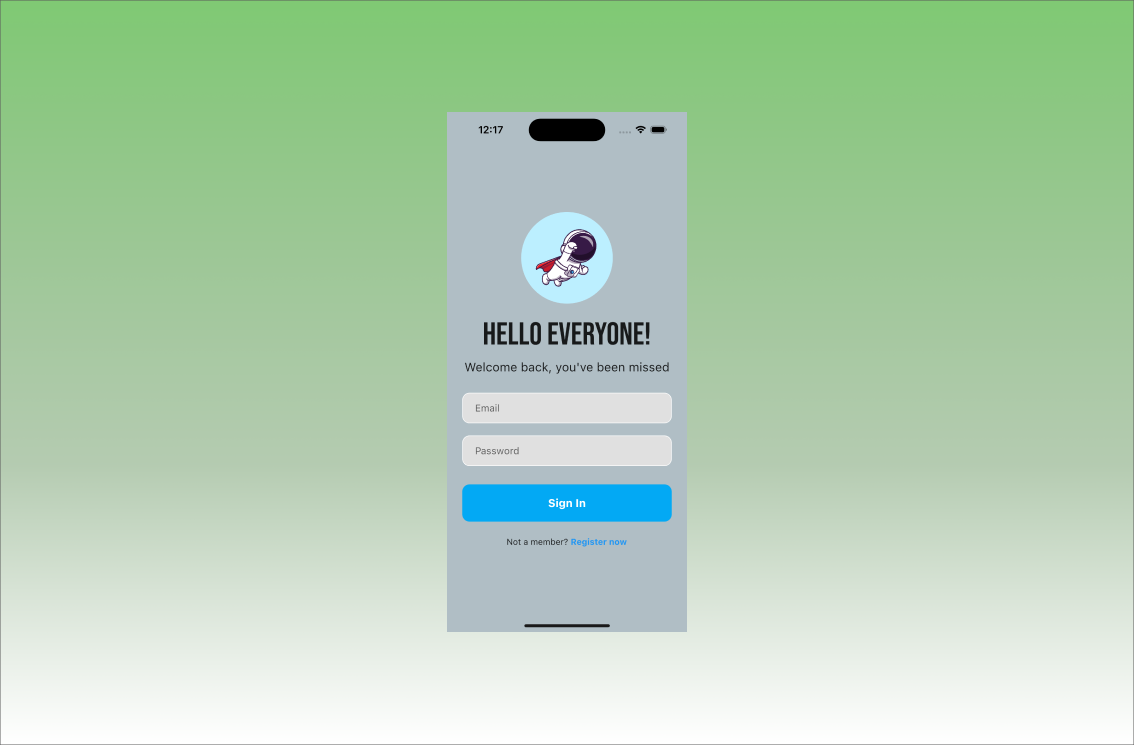 12:17
HELLO EVERYONE!
Welcome back, you've been missed
Email
Password
Sign In
Not a member? Register now